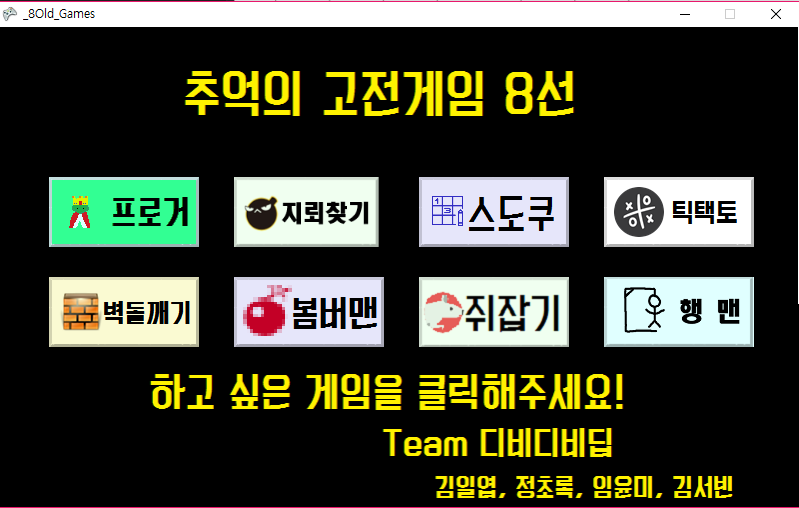 _8Old_Games
추억의 고전게임 8선
프로거 지뢰찾기 스도쿠 틱택토
벽돌깨기 봄버맨 쥐잡기 행 맨
하고 싶은 게임을 클릭해주세요!
Team 디비디비딥
김일엽, 정초록, 임윤미, 김서빈